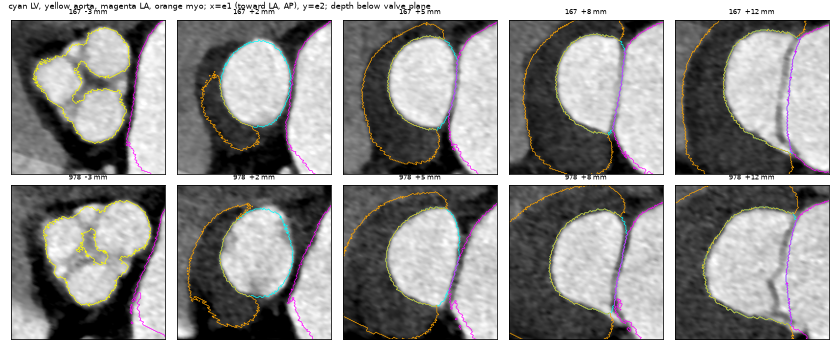 cyan LV, yellow aorta, magenta LA, orange myo; x=e1 (toward LA, AP), y=e2; depth below valve plane
167 -3 mm
167 +2 mm
167 +5 mm
167 +8 mm
167 +12 mm
978 -3 mm
978 +2 mm
978 +5 mm
978 +8 mm
978 +12 mm